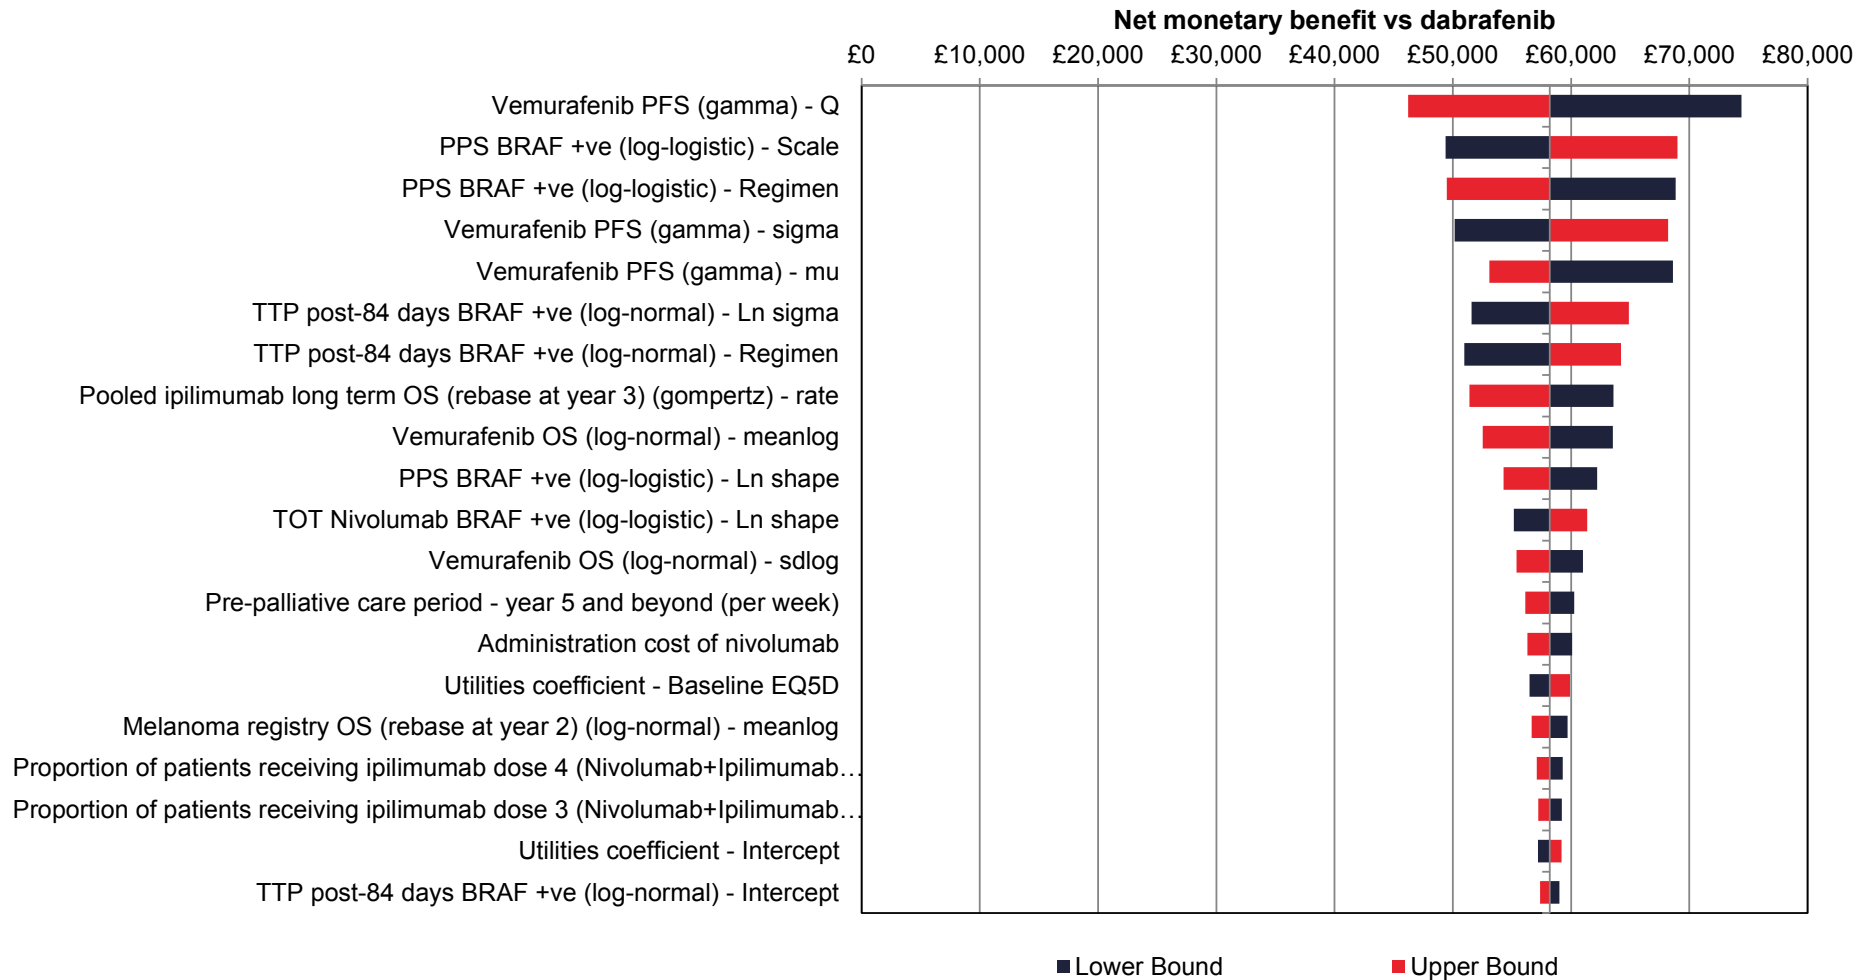 Net monetary benefit vs dabrafenib
£0 £10,000 £20,000 £30,000 £40,000 £50,000 £60,000 £70,000 £80,000
Vemurafenib PFS (gamma) - Q
PPS BRAF +ve (log-logistic) - Scale
PPS BRAF +ve (log-logistic) - Regimen
Vemurafenib PFS (gamma) - sigma
Vemurafenib PFS (gamma) - mu
TTP post-84 days BRAF +ve (log-normal) - Ln sigma
TTP post-84 days BRAF +ve (log-normal) - Regimen
Pooled ipilimumab long term OS (rebase at year 3) (gompertz) - rate
Vemurafenib OS (log-normal) - meanlog
PPS BRAF +ve (log-logistic) - Ln shape
TOT Nivolumab BRAF +ve (log-logistic) - Ln shape
Vemurafenib OS (log-normal) - sdlog
Pre-palliative care period - year 5 and beyond (per week)
Administration cost of nivolumab
Utilities coefficient - Baseline EQ5D
Melanoma registry OS (rebase at year 2) (log-normal) - meanlog
Proportion of patients receiving ipilimumab dose 4 (Nivolumab+Ipilimumab…
Proportion of patients receiving ipilimumab dose 3 (Nivolumab+Ipilimumab…
Utilities coefficient - Intercept
TTP post-84 days BRAF +ve (log-normal) - Intercept
Lower Bound Upper Bound